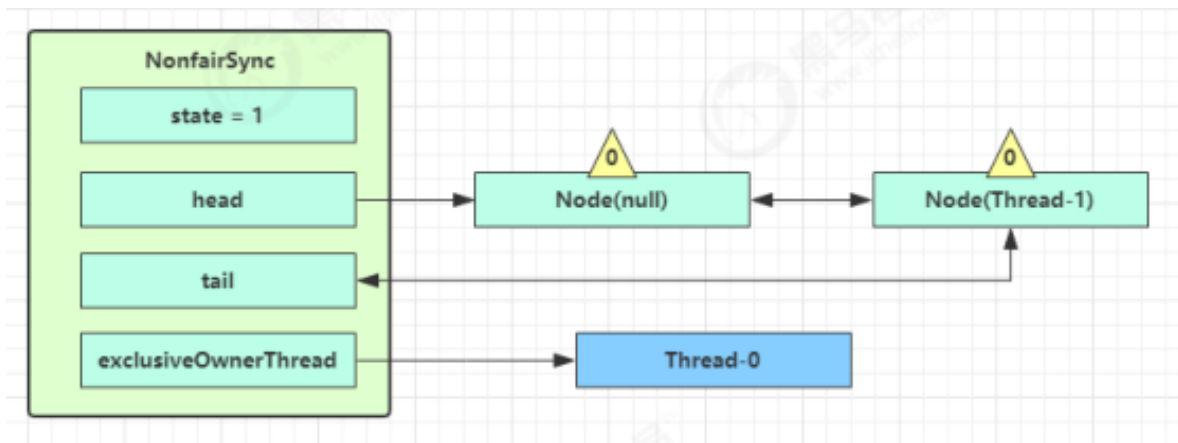 NonfairSync
state = 1
head
tail
exclusiveOwnerThread
0
Node(null)
0
Node(Thread-1)
Thread-0